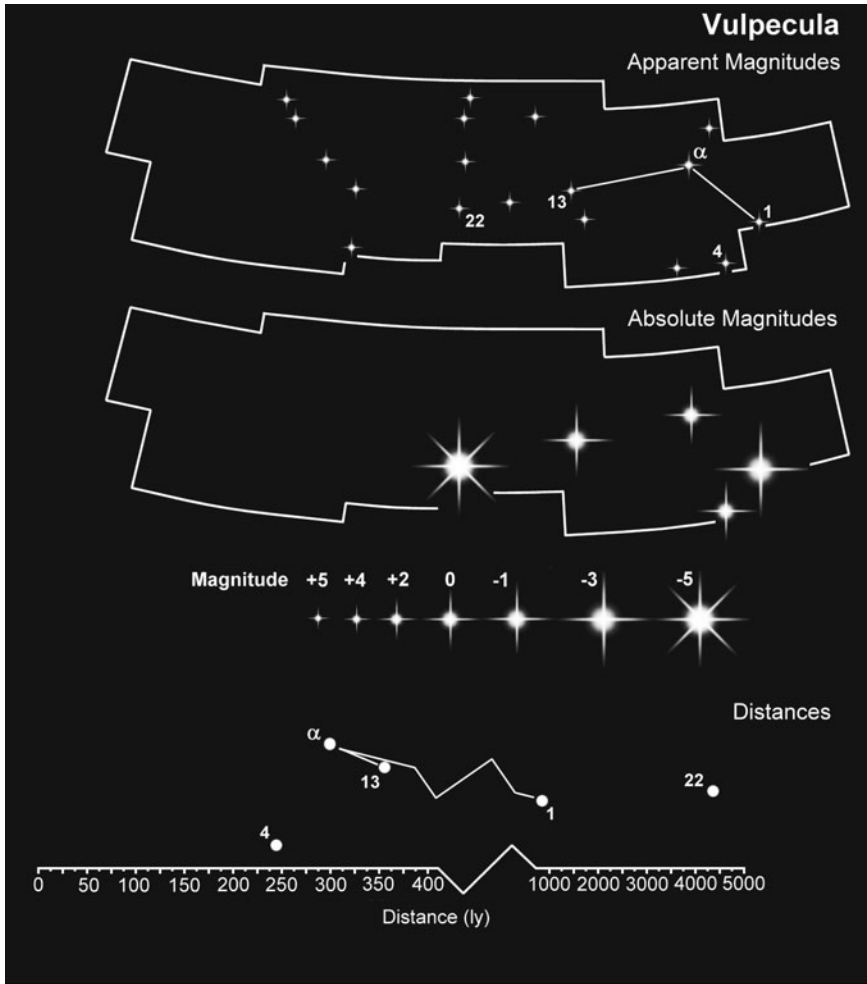 Vulpecula
Apparent Magnitudes
α
13
1
22
4
Absolute Magnitudes
Magnitude +5 +4 +2 0 -1 -3 -5
Distances
α
13
22
1
4
0 50 100 150 200 250 300 350 400 1000 2000 3000 4000 5000
Distance (ly)